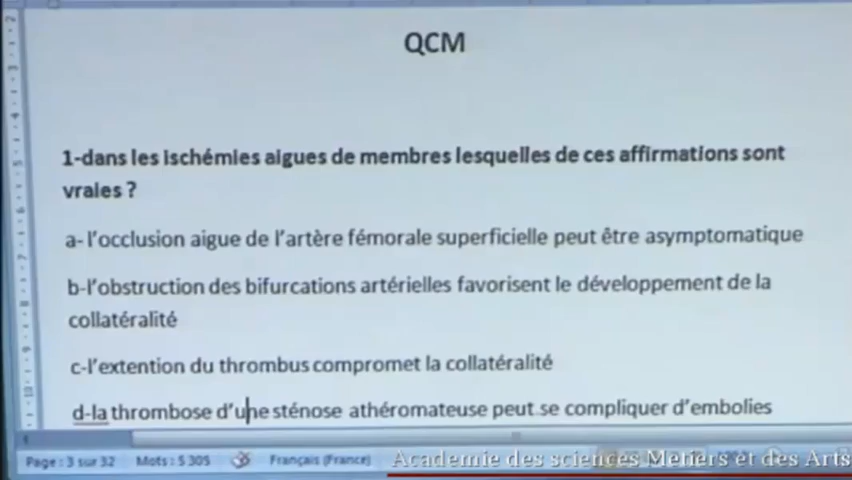 QCM
1-dans les ischémies aigues de membres lesquelles de ces affirmations sont
vraies ?
a- l'occlusion aigue de l'artère fémorale superficielle peut être asymptomatique
b-l'obstruction des bifurcations artérielles favorisent le développement de la
collatéralité
c-l'extention du thrombus compromet la collatéralité
d-la thrombose d'une sténose athéromateuse peut se compliquer d'embolies
Page : 3 sur 32 Mots : 5 305 Français (France)
Academie des sciences Metiers et des Arts